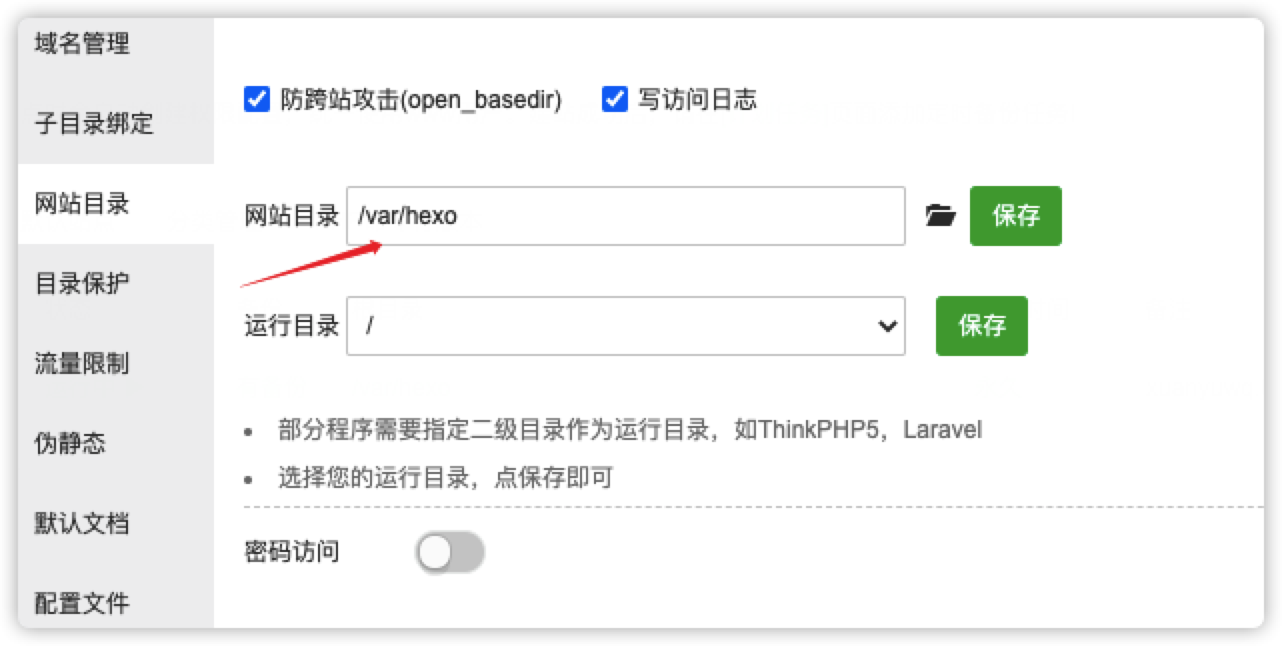 域名管理
子目录绑定
网站目录
目录保护
流量限制
伪静态
默认文档
配置文件
防跨站攻击(open_basedir) 写访问日志
网站目录 /var/hexo 保存
运行目录 / 保存
部分程序需要指定二级目录作为运行目录，如ThinkPHP5，Laravel
选择您的运行目录，点保存即可
密码访问